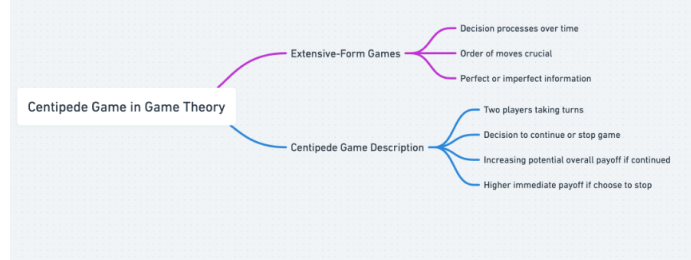 Centipede Game in Game Theory
Extensive-Form Games
Decision processes over time
Order of moves crucial
Perfect or imperfect information
Centipede Game Description
Two players taking turns
Decision to continue or stop game
Increasing potential overall payoff if continued
Higher immediate payoff if choose to stop